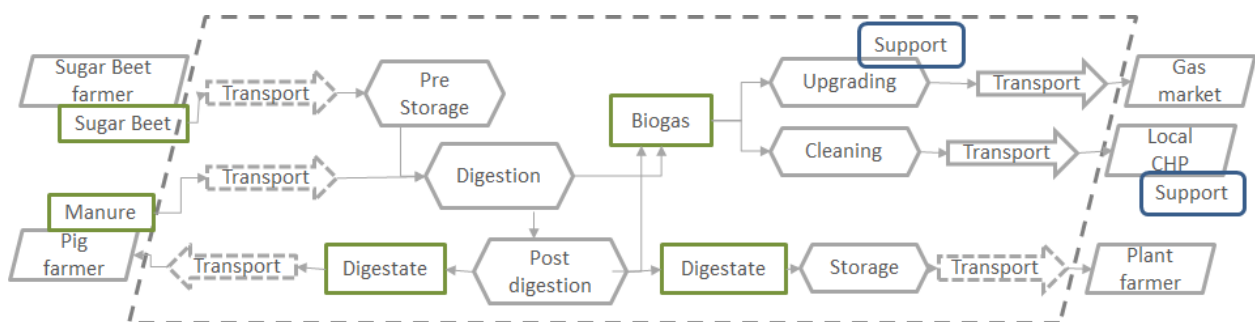 Support
Sugar Beet
farmer
Sugar Beet
Transport
Pre
Storage
Upgrading
Transport
Gas
market
Biogas
Cleaning
Transport
Local
CHP
Support
Manure
Transport
Digestion
Pig
farmer
Transport
Digestate
Post
digestion
Digestate
Storage
Transport
Plant
farmer